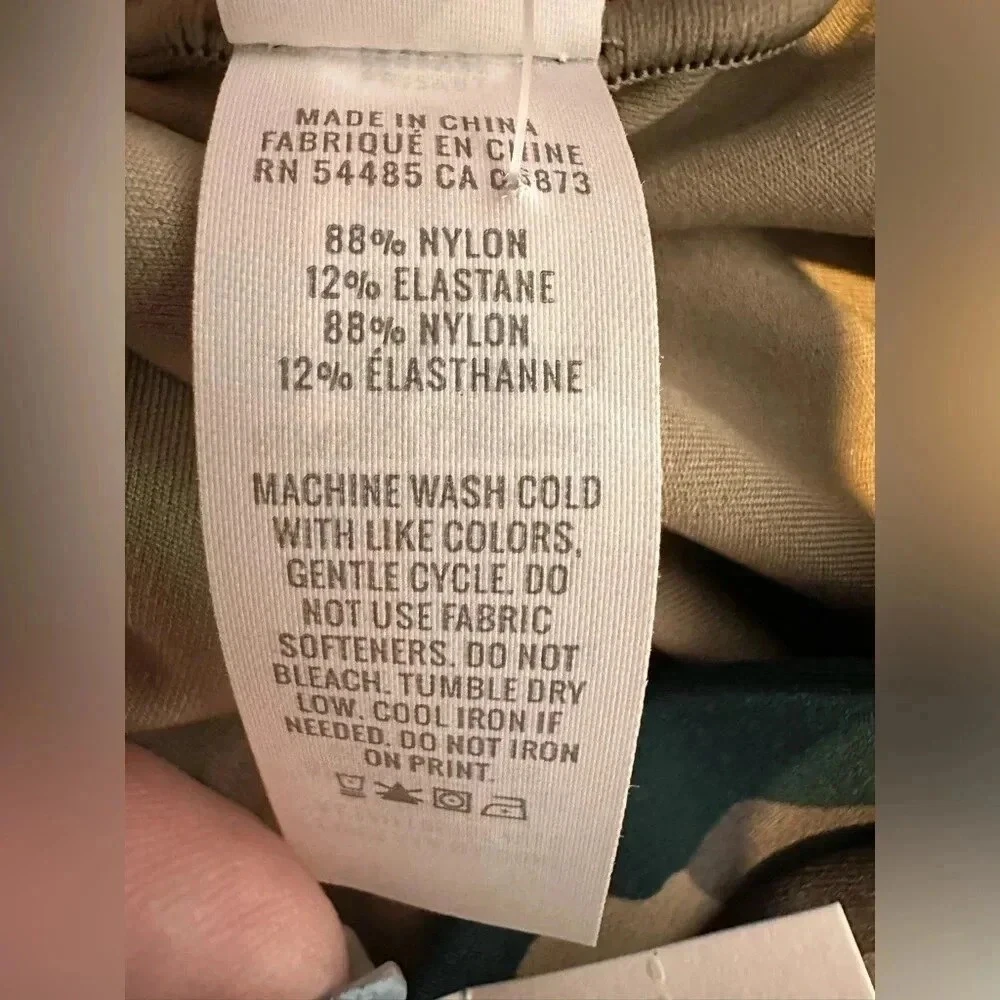 MADE IN CHINA
FABRIQUÉ EN CHINE
RN 54485 CA
88% NYLON
12% ELASTANE
88% NYLON
12% ÉLASTHANNE
MACHINE WASH COLD
WITH LIKE COLORS,
GENTLE CYCLE. DO
NOT USE FABRIC
SOFTENERS. DO NOT
BLEACH. TUMBLE DRY
LOW. COOL IRON IF
NEEDED. DO NOT IRON
ON PRINT.